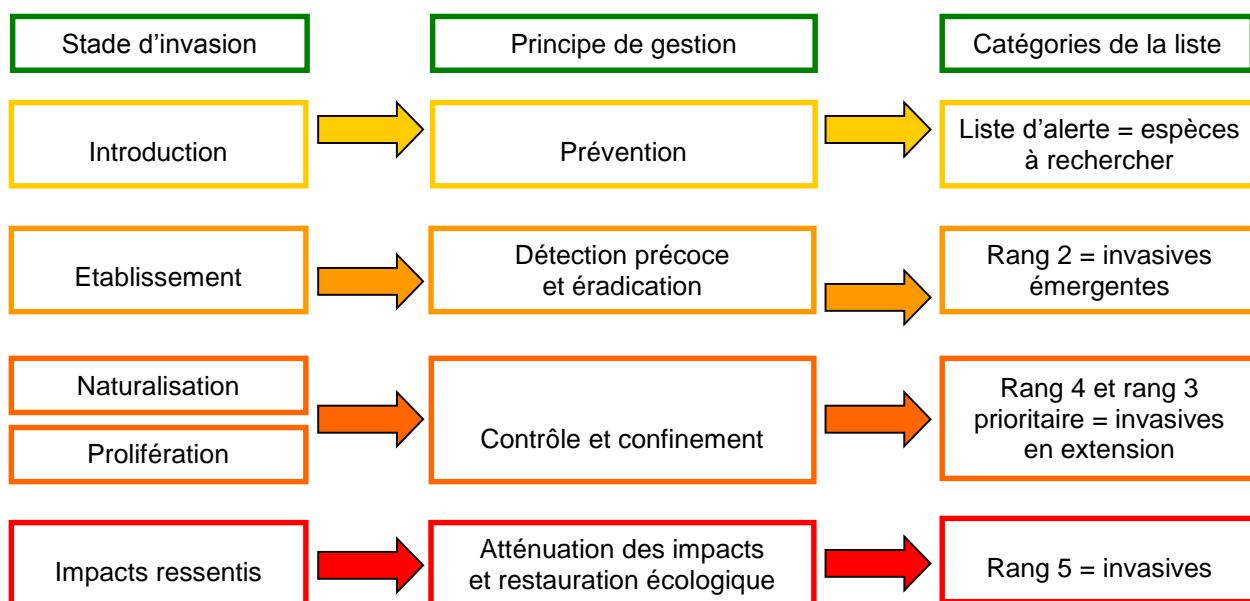 Stade d’invasion
Principe de gestion
Catégories de la liste
Introduction
Prévention
Liste d’alerte = espèces
à rechercher
Etablissement
Détection précoce
et éradication
Rang 2 = invasives
émergentes
Naturalisation
Prolifération
Contrôle et confinement
Rang 4 et rang 3
prioritaire = invasives
en extension
Impacts ressentis
Atténuation des impacts
et restauration écologique
Rang 5 = invasives